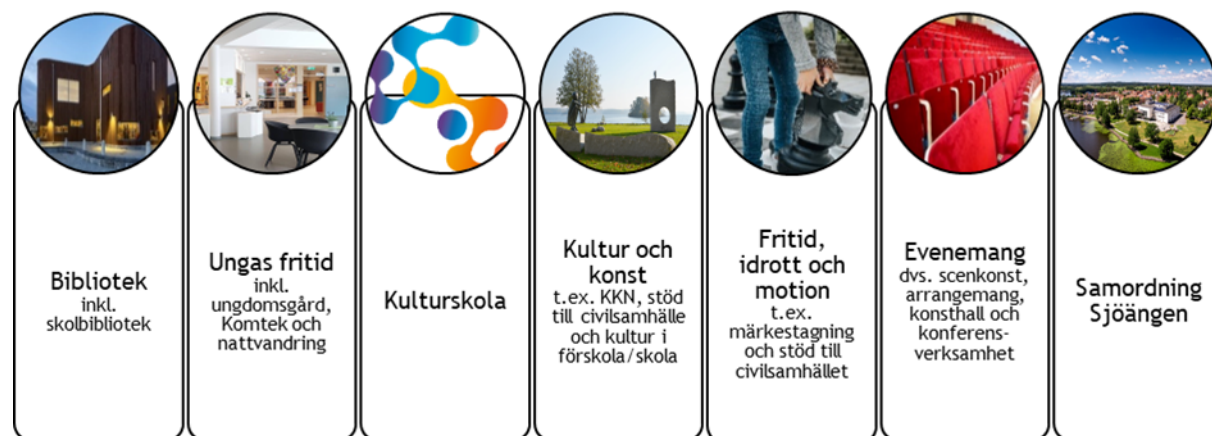 Bibliotek
inkl.
skolbibliotek
Ungas fritid
inkl.
ungdomsgård,
Komtek och
nattvandring
Kulturskola
Kultur och
konst
t.ex. KKN, stöd
till civilsamhälle
och kultur i
förskola/skola
Fritid,
idrott och
motion
t.ex.
märkestagning
och stöd till
civilsamhället
Evenemang
dvs. scenkonst,
arrangemang,
konsthall och
konferens-
verksamhet
Samordning
Sjöängen